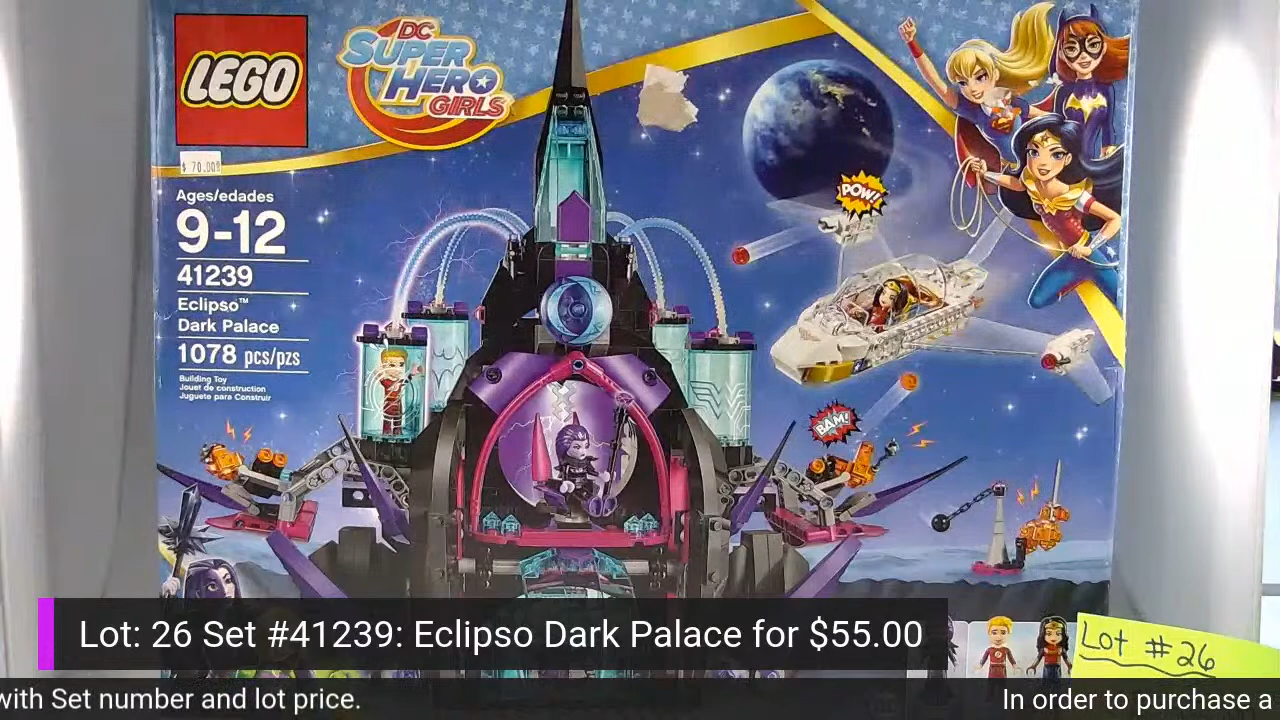 LEGO
DC
SUPER
HERO
GIRLS
$ 70.00
Ages/edades
9-12
41239
Eclipso™
Dark Palace
1078 pcs/pzs
Building Toy
Jouet de construction
Juguete para Construir
POW!
BAM!
Lot: 26 Set #41239: Eclipso Dark Palace for $55.00
Lot #26
with Set number and lot price.
In order to purchase a